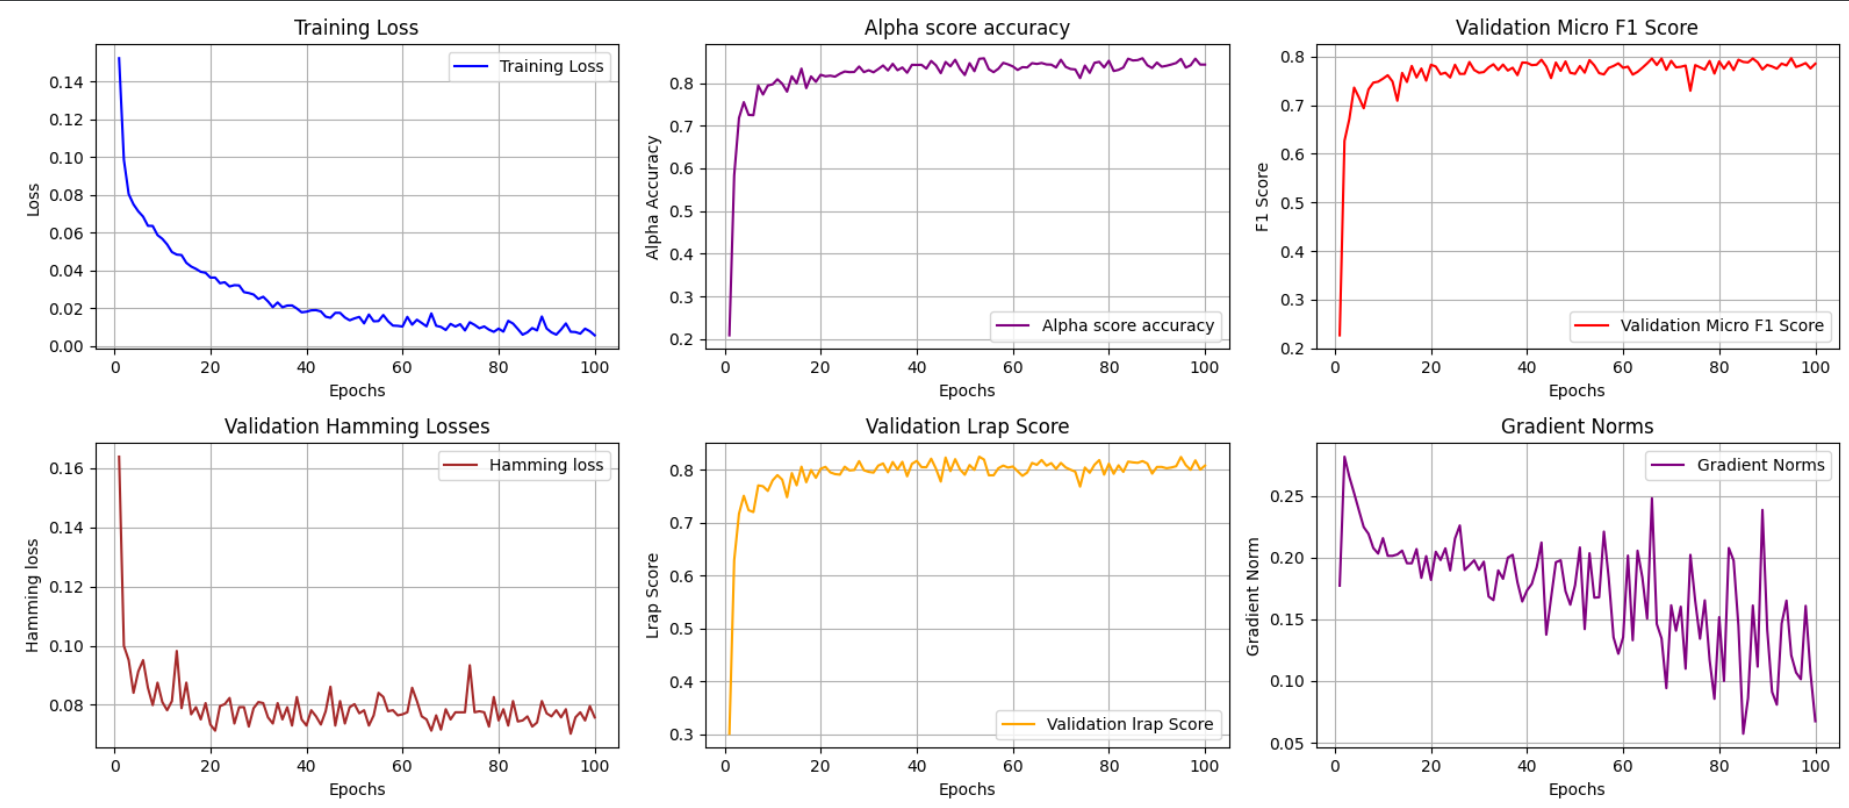 Training Loss
Training Loss
Loss
0.14
0.12
0.10
0.08
0.06
0.04
0.02
0.00
0 20 40 60 80 100
Epochs
Alpha score accuracy
Alpha score accuracy
Alpha Accuracy
0.8
0.7
0.6
0.5
0.4
0.3
0.2
0 20 40 60 80 100
Epochs
Validation Micro F1 Score
Validation Micro F1 Score
F1 Score
0.8
0.7
0.6
0.5
0.4
0.3
0.2
0 20 40 60 80 100
Epochs
Validation Hamming Losses
Hamming loss
Hamming loss
0.16
0.14
0.12
0.10
0.08
0 20 40 60 80 100
Epochs
Validation Lrap Score
Validation lrap Score
Lrap Score
0.8
0.7
0.6
0.5
0.4
0.3
0 20 40 60 80 100
Epochs
Gradient Norms
Gradient Norms
Gradient Norm
0.25
0.20
0.15
0.10
0.05
0 20 40 60 80 100
Epochs